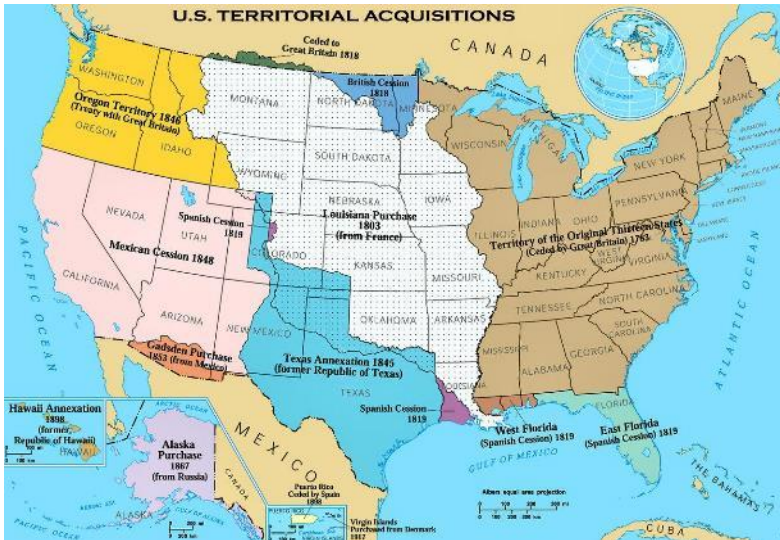 U.S. TERRITORIAL ACQUISITIONS
Ceded to
Great Britain 1818
CANADA
WASHINGTON
MONTANA
British Cession
1818
NORTH DAKOTA
MINNESOTA
MAINE
Oregon Territory 1846
(Treaty with Great Britain)
OREGON
IDAHO
WISCONSIN
MICHIGAN
NEW YORK
SOUTH DAKOTA
WYOMING
PENNSYLVANIA
NEBRASKA
IOWA
NEVADA
UTAH
Spanish Cession
1819
Louisiana Purchase
1803
(from France)
ILLINOIS
INDIANA
OHIO
Territory of the Original Thirteen States
(Ceded by Great Britain) 1783
WEST
VIRGINIA
VIRGINIA
Mexican Cession 1848
COLORADO
KANSAS
MISSOURI
KENTUCKY
CALIFORNIA
PACIFIC OCEAN
ATLANTIC OCEAN
ARIZONA
NEW MEXICO
OKLAHOMA
ARKANSAS
TENNESSEE
NORTH CAROLINA
SOUTH
CAROLINA
Gadsden Purchase
1853 (from Mexico)
Texas Annexation 1845
(former Republic of Texas)
TEXAS
MISSISSIPPI
ALABAMA
GEORGIA
LOUISIANA
Spanish Cession
1819
FLORIDA
West Florida
(Spanish Cession) 1819
East Florida
(Spanish Cession) 1819
GULF OF MEXICO
Hawaii Annexation
1898
(former
Republic of Hawaii)
HAWAII
ARCTIC OCEAN
Alaska
Purchase
1867
(from Russia)
ALASKA
CANADA
PACIFIC OCEAN
MEXICO
Puerto Rico
Ceded by Spain
1898
PUERTO RICO
Virgin Islands
Purchased from Denmark
1917
Albers equal area projection
THE BAHAMAS
CUBA